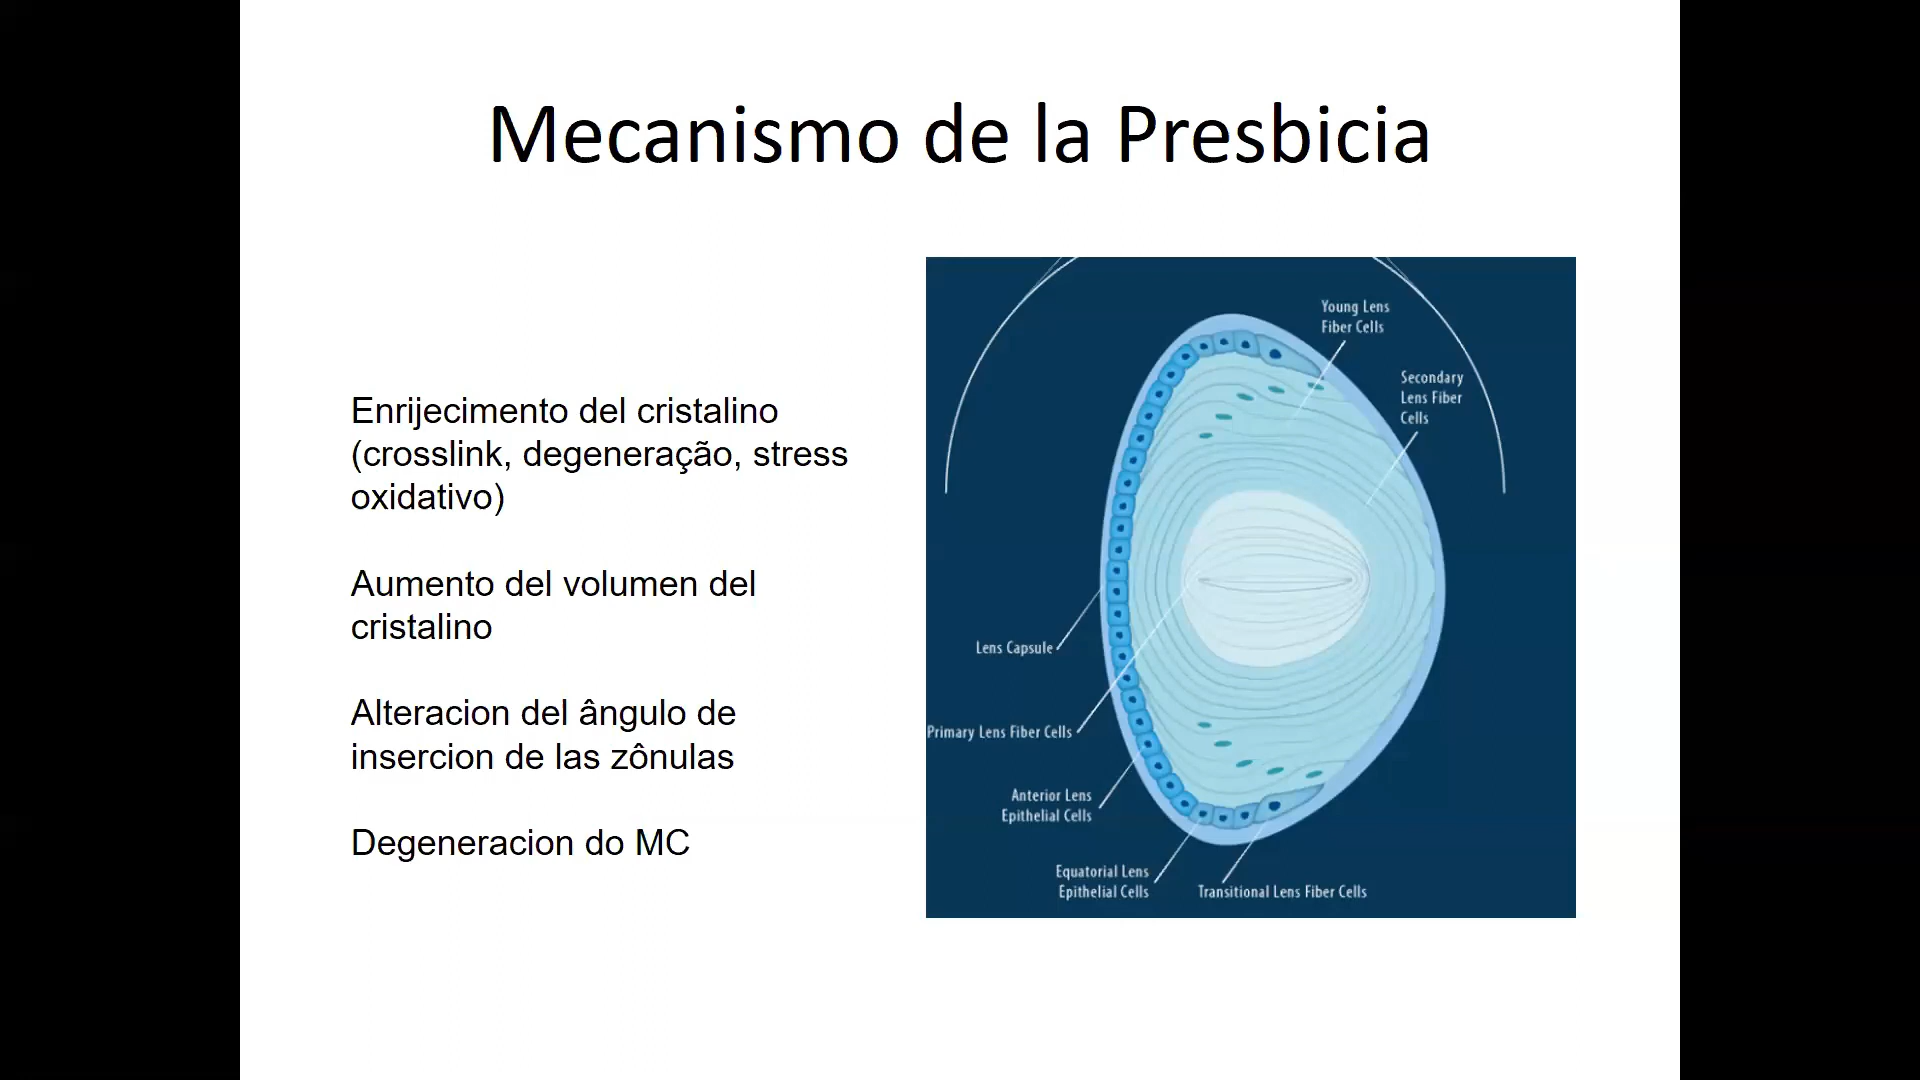 Mecanismo de la Presbicia
Enrijecimento del cristalino
(crosslink, degeneração, stress
oxidativo)
Aumento del volumen del
cristalino
Alteracion del ângulo de
insercion de las zônulas
Degeneracion do MC
Young Lens
Fiber Cells
Secondary
Lens Fiber
Cells
Lens Capsule
Primary Lens Fiber Cells
Anterior Lens
Epithelial Cells
Equatorial Lens
Epithelial Cells
Transitional Lens Fiber Cells